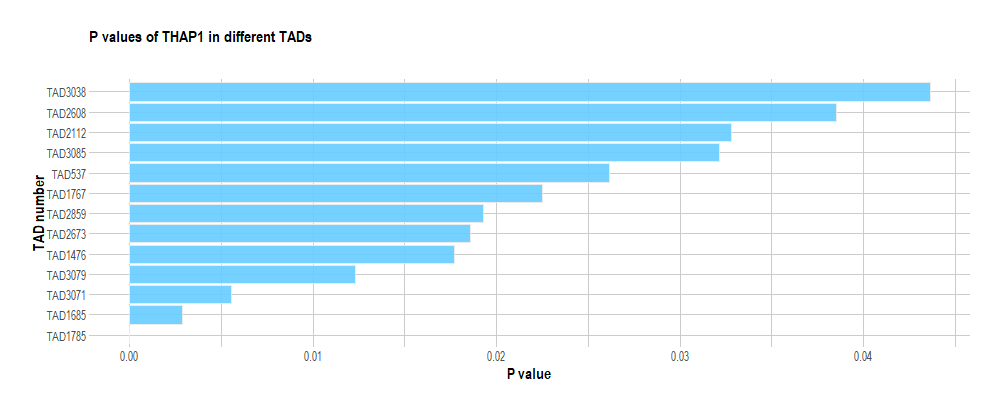 P values of THAP1 in different TADs
TAD number
TAD3038
TAD2608
TAD2112
TAD3085
TAD537
TAD1767
TAD2859
TAD2673
TAD1476
TAD3079
TAD3071
TAD1685
TAD1785
0.00 0.01 0.02 0.03 0.04
P value